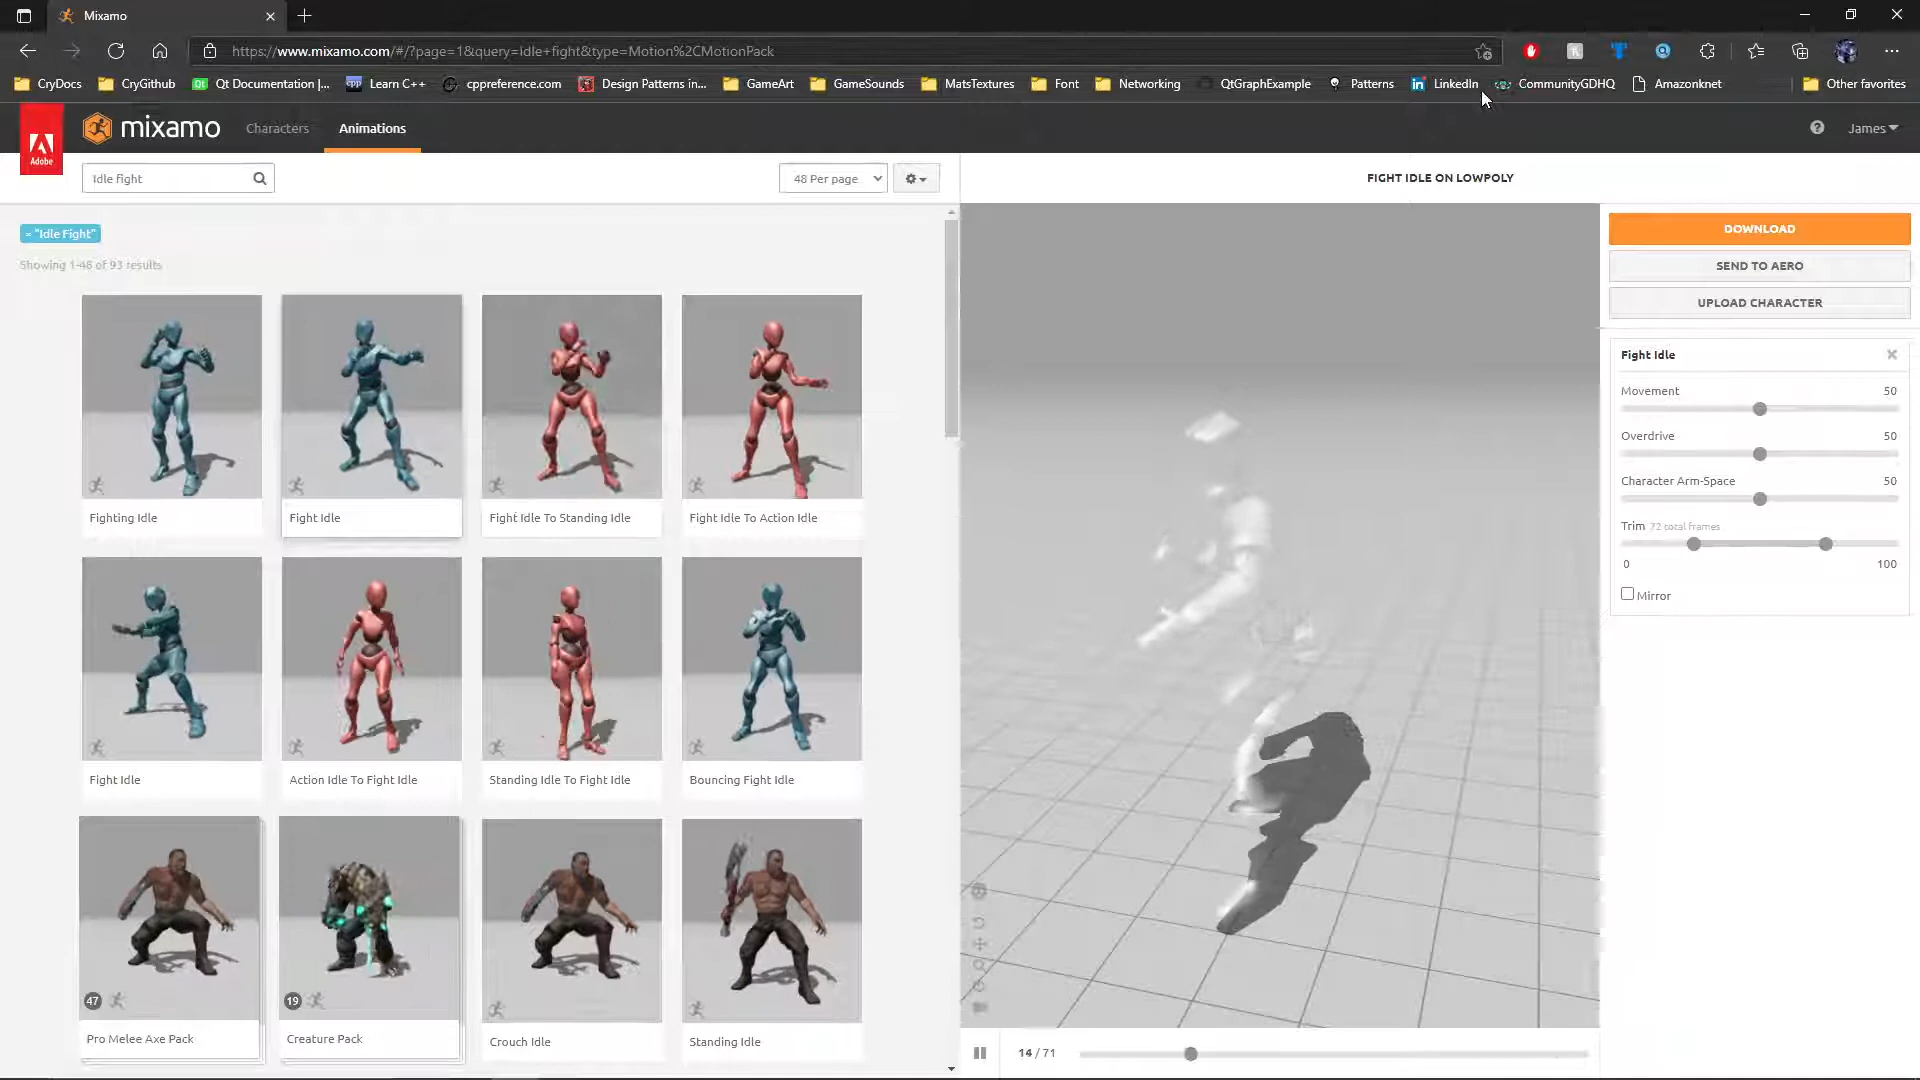 Mixamo
https://www.mixamo.com/#/?page=1&query=idle+fight&type=Motion%2CMotionPack
CryDocs CryGithub Qt Documentation |... Learn C++ cppreference.com Design Patterns in... GameArt GameSounds MatsTextures Font Networking QtGraphExample Patterns LinkedIn CommunityGDHQ Amazonknet Other favorites
Adobe
mixamo Characters Animations James
Idle fight 48 Per page
FIGHT IDLE ON LOWPOLY
"Idle Fight"
Showing 1-48 of 93 results
Fighting Idle Fight Idle Fight Idle To Standing Idle Fight Idle To Action Idle
Fight Idle Action Idle To Fight Idle Standing Idle To Fight Idle Bouncing Fight Idle
47 19
Pro Melee Axe Pack Creature Pack Crouch Idle Standing Idle
14 / 71
DOWNLOAD
SEND TO AERO
UPLOAD CHARACTER
Fight Idle
Movement 50
Overdrive 50
Character Arm-Space 50
Trim 72 total frames
0 100
Mirror